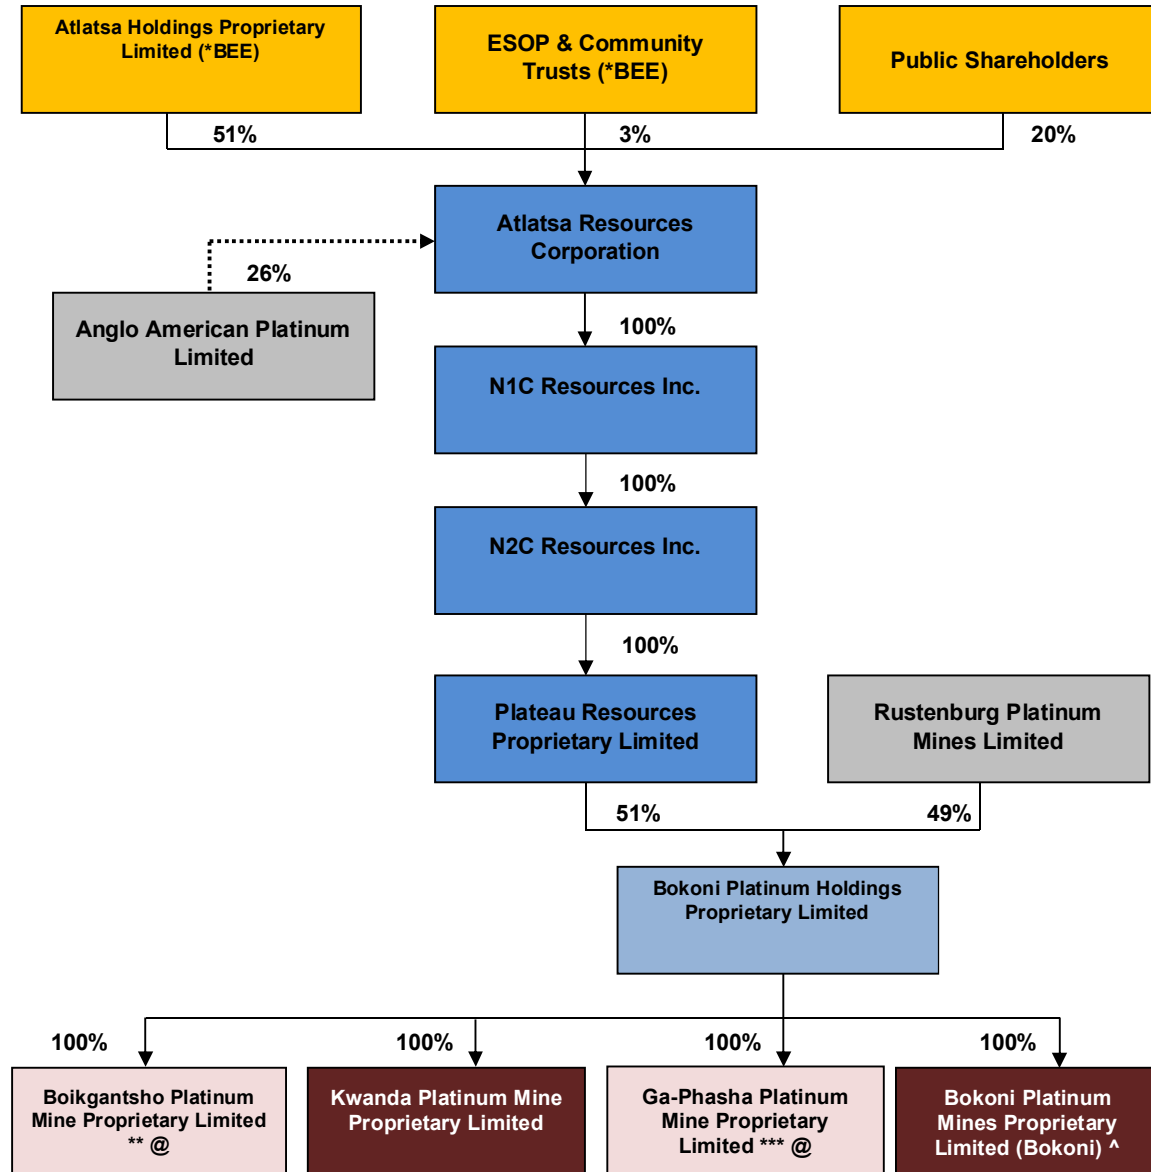 Atlatsa Holdings Proprietary
Limited (*BEE)
ESOP & Community
Trusts (*BEE)
Public Shareholders
51%
3%
20%
Atlatsa Resources
Corporation
26%
Anglo American Platinum
Limited
100%
N1C Resources Inc.
100%
N2C Resources Inc.
100%
Plateau Resources
Proprietary Limited
Rustenburg Platinum
Mines Limited
51%
49%
Bokoni Platinum Holdings
Proprietary Limited
100%
100%
100%
100%
Boikgantsho Platinum
Mine Proprietary Limited
** @
Kwanda Platinum Mine
Proprietary Limited
Ga-Phasha Platinum
Mine Proprietary
Limited *** @
Bokoni Platinum
Mines Proprietary
Limited (Bokoni) ^